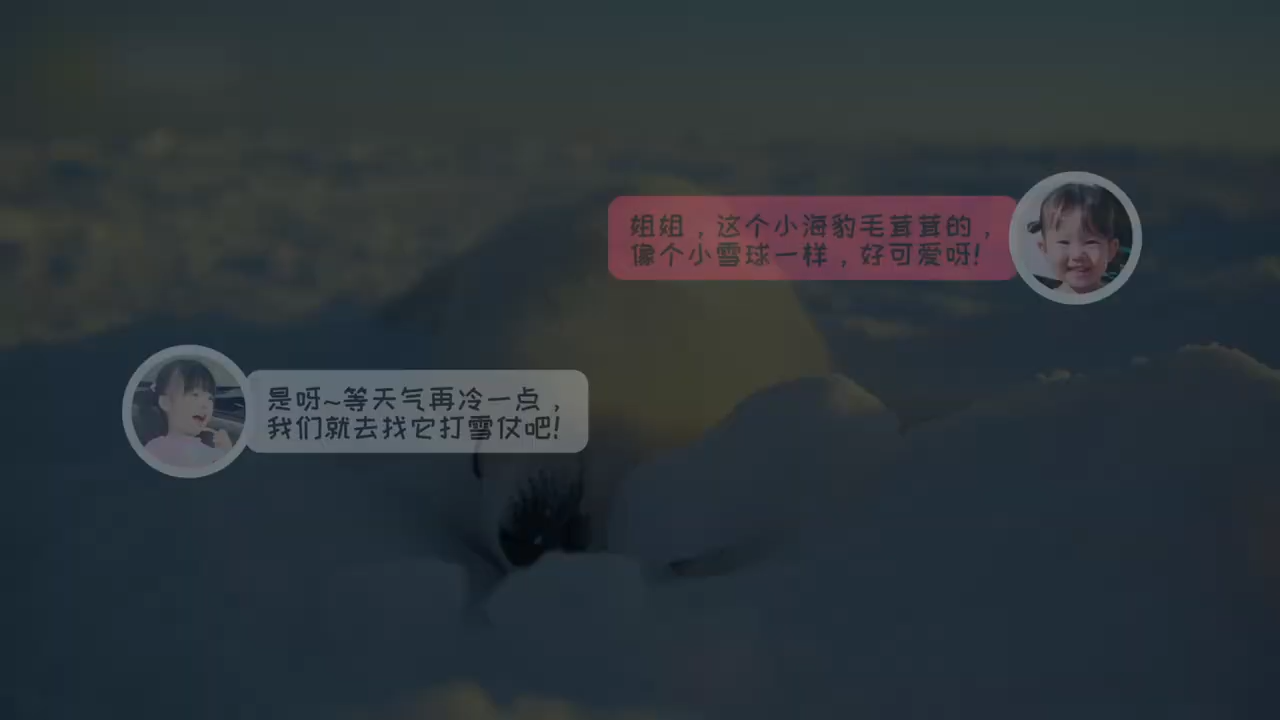 姐姐，这个小海豹毛茸茸的，
像个小雪球一样，好可爱呀!
是呀~等天气再冷一点，
我们就去找它打雪仗吧!